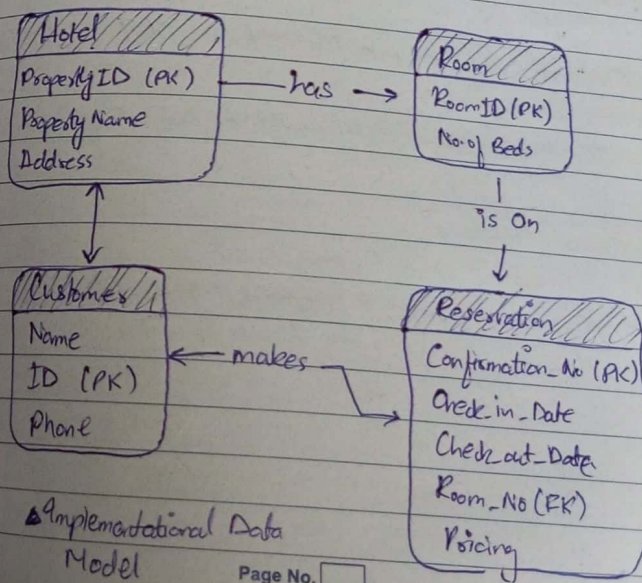 Hotel
PropertyID (PK)
Property Name
Address
has
Room
RoomID (PK)
No. of Beds
is On
Customer
Name
ID (PK)
Phone
makes
Reservation
Confirmation_No (PK)
Check_in_Date
Check_out_Date
Room_No (FK)
Pricing
Implementational Data
Model
Page No.